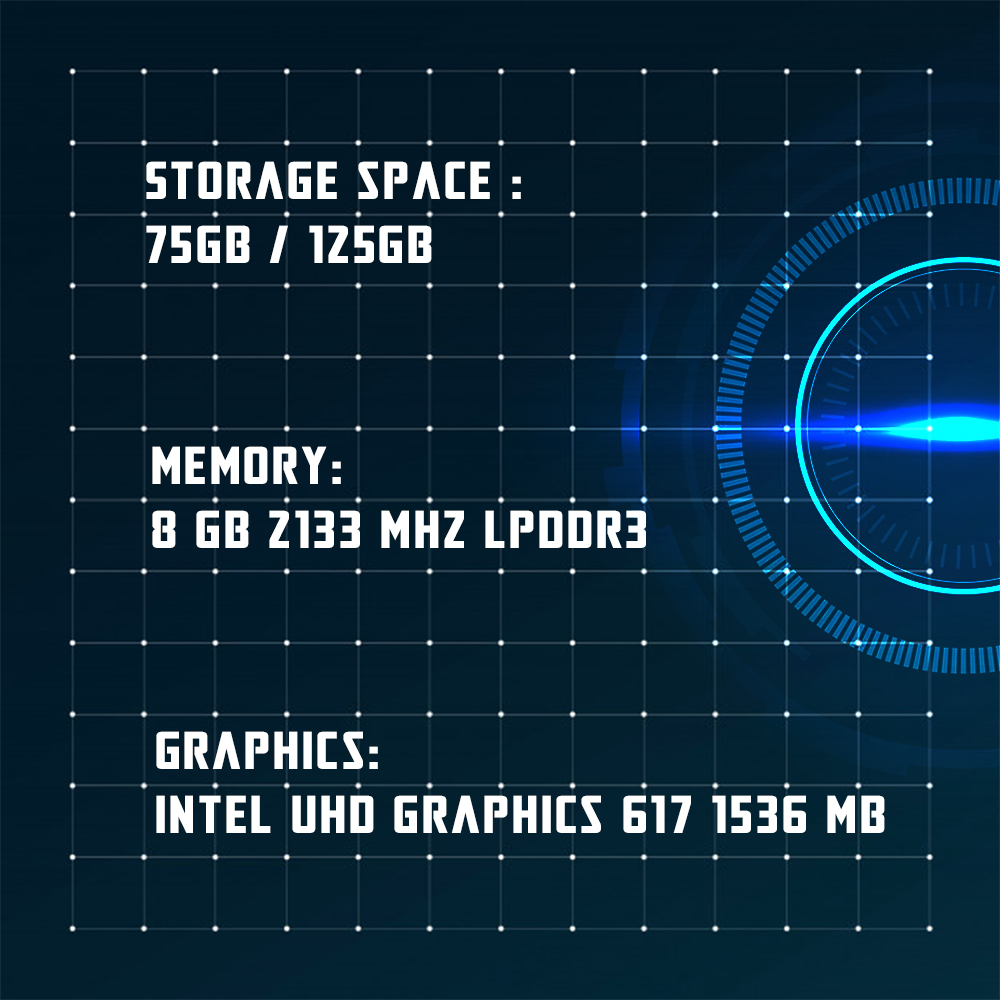 STORAGE SPACE :
75GB / 125GB
MEMORY:
8 GB 2133 MHZ LPDDR3
GRAPHICS:
INTEL UHD GRAPHICS 617 1536 MB